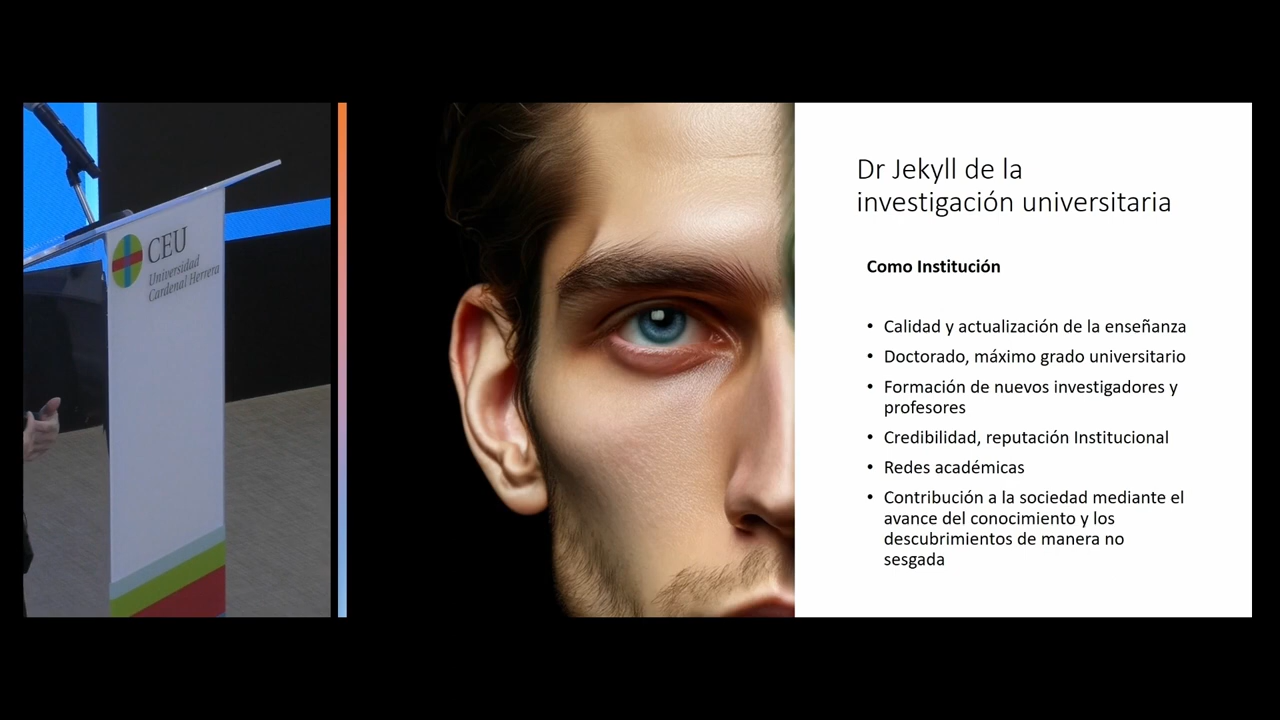 CEU
Universidad
Cardenal Herrera
Dr Jekyll de la
investigación universitaria
Como Institución
• Calidad y actualización de la enseñanza
• Doctorado, máximo grado universitario
• Formación de nuevos investigadores y
profesores
• Credibilidad, reputación Institucional
• Redes académicas
• Contribución a la sociedad mediante el
avance del conocimiento y los
descubrimientos de manera no
sesgada